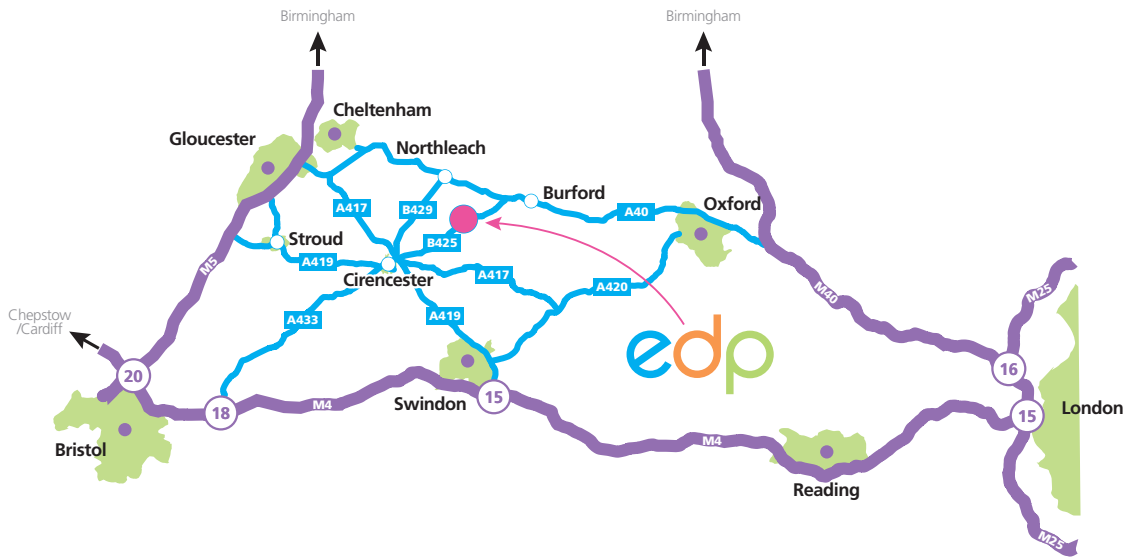 Birmingham
Birmingham
Cheltenham
Gloucester
Northleach
Burford
Oxford
A417
B429
A40
B425
Stroud
A419
A417
Cirencester
M5
A420
M40
M25
Chepstow
/Cardiff
A433
A419
edp
20
16
18
M4
Swindon
15
15
London
Bristol
M4
Reading
M25